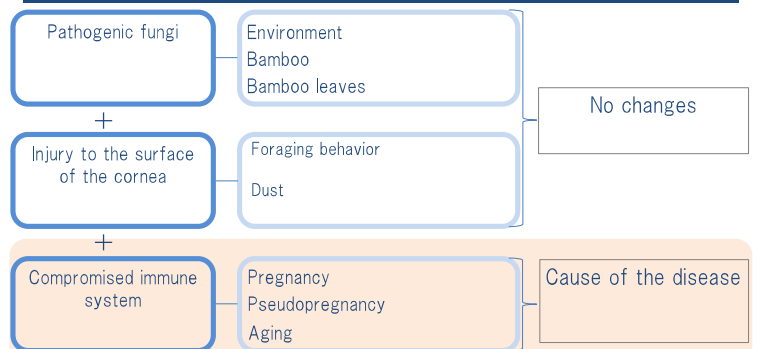 Pathogenic fungi
Environment
Bamboo
Bamboo leaves
No changes
+
Injury to the surface
of the cornea
Foraging behavior
Dust
+
Compromised immune
system
Pregnancy
Pseudopregnancy
Aging
Cause of the disease